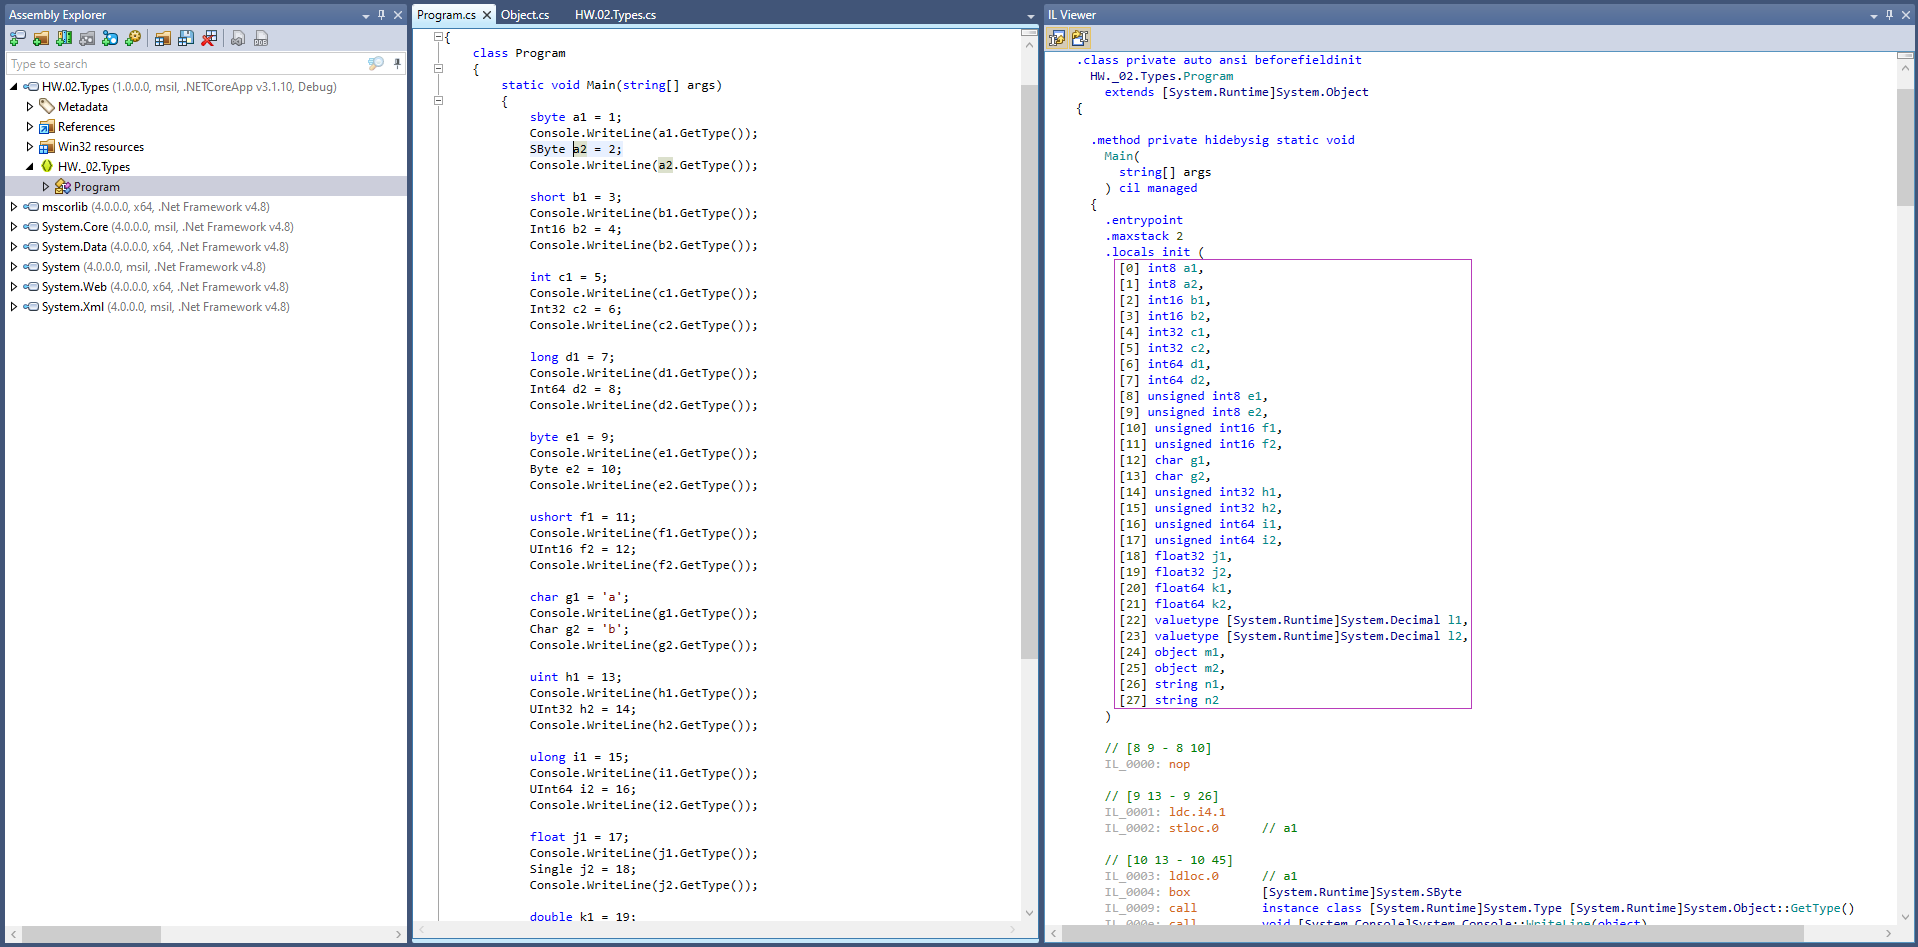 Assembly Explorer
Type to search
HW.02.Types (1.0.0.0, msil, .NETCoreApp v3.1.10, Debug)
Metadata
References
Win32 resources
HW._02.Types
Program
mscorlib (4.0.0.0, x64, .Net Framework v4.8)
System.Core (4.0.0.0, msil, .Net Framework v4.8)
System.Data (4.0.0.0, x64, .Net Framework v4.8)
System (4.0.0.0, msil, .Net Framework v4.8)
System.Web (4.0.0.0, x64, .Net Framework v4.8)
System.Xml (4.0.0.0, msil, .Net Framework v4.8)
Program.cs Object.cs HW.02.Types.cs
{
class Program
{
static void Main(string[] args)
{
sbyte a1 = 1;
Console.WriteLine(a1.GetType());
SByte a2 = 2;
Console.WriteLine(a2.GetType());
short b1 = 3;
Console.WriteLine(b1.GetType());
Int16 b2 = 4;
Console.WriteLine(b2.GetType());
int c1 = 5;
Console.WriteLine(c1.GetType());
Int32 c2 = 6;
Console.WriteLine(c2.GetType());
long d1 = 7;
Console.WriteLine(d1.GetType());
Int64 d2 = 8;
Console.WriteLine(d2.GetType());
byte e1 = 9;
Console.WriteLine(e1.GetType());
Byte e2 = 10;
Console.WriteLine(e2.GetType());
ushort f1 = 11;
Console.WriteLine(f1.GetType());
UInt16 f2 = 12;
Console.WriteLine(f2.GetType());
char g1 = 'a';
Console.WriteLine(g1.GetType());
Char g2 = 'b';
Console.WriteLine(g2.GetType());
uint h1 = 13;
Console.WriteLine(h1.GetType());
UInt32 h2 = 14;
Console.WriteLine(h2.GetType());
ulong i1 = 15;
Console.WriteLine(i1.GetType());
UInt64 i2 = 16;
Console.WriteLine(i2.GetType());
float j1 = 17;
Console.WriteLine(j1.GetType());
Single j2 = 18;
Console.WriteLine(j2.GetType());
double k1 = 19;
IL Viewer
.class private auto ansi beforefieldinit
HW._02.Types.Program
extends [System.Runtime]System.Object
{
.method private hidebysig static void
Main(
string[] args
) cil managed
{
.entrypoint
.maxstack 2
.locals init (
[0] int8 a1,
[1] int8 a2,
[2] int16 b1,
[3] int16 b2,
[4] int32 c1,
[5] int32 c2,
[6] int64 d1,
[7] int64 d2,
[8] unsigned int8 e1,
[9] unsigned int8 e2,
[10] unsigned int16 f1,
[11] unsigned int16 f2,
[12] char g1,
[13] char g2,
[14] unsigned int32 h1,
[15] unsigned int32 h2,
[16] unsigned int64 i1,
[17] unsigned int64 i2,
[18] float32 j1,
[19] float32 j2,
[20] float64 k1,
[21] float64 k2,
[22] valuetype [System.Runtime]System.Decimal l1,
[23] valuetype [System.Runtime]System.Decimal l2,
[24] object m1,
[25] object m2,
[26] string n1,
[27] string n2
)
// [8 9 - 8 10]
IL_0000: nop
// [9 13 - 9 26]
IL_0001: ldc.i4.1
IL_0002: stloc.0 // a1
// [10 13 - 10 45]
IL_0003: ldloc.0 // a1
IL_0004: box [System.Runtime]System.SByte
IL_0009: call instance class [System.Runtime]System.Type [System.Runtime]System.Object::GetType()
IL_000e: call void [System.Console]System.Console::WriteLine(object)